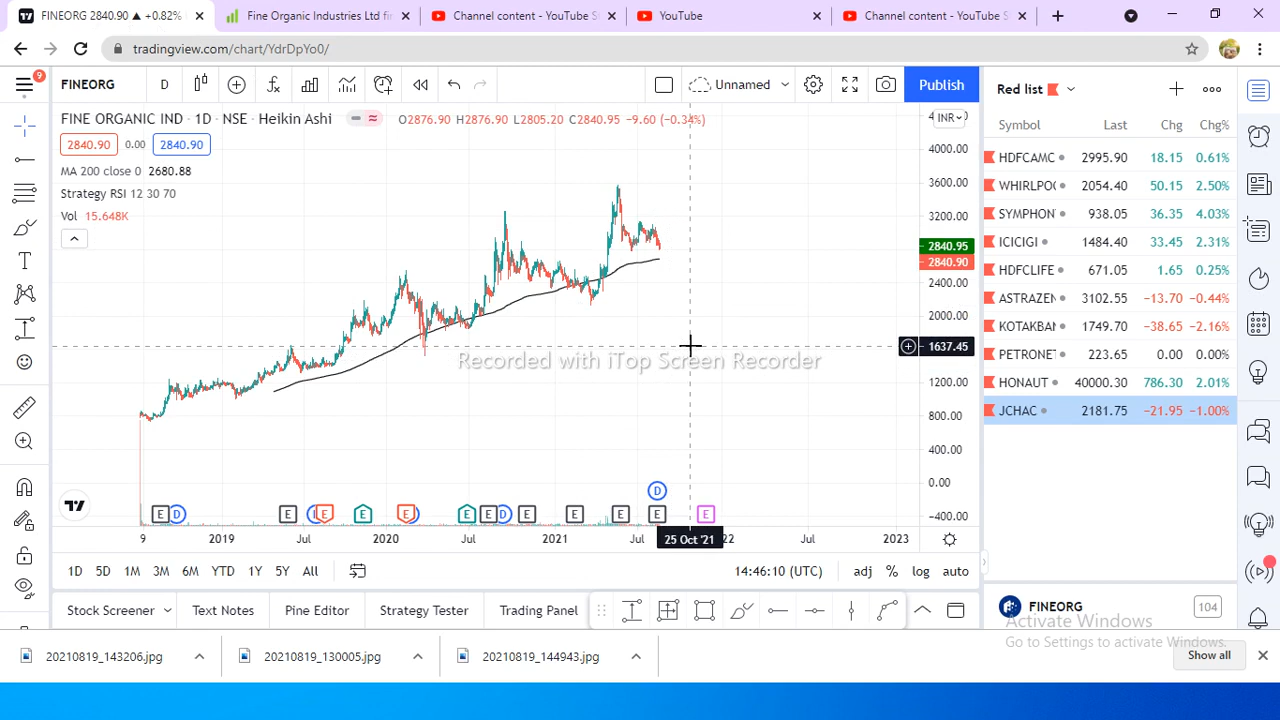 FINEORG 2840.90 ▲ +0.82%
Fine Organic Industries Ltd fin
Channel content - YouTube S
YouTube
Channel content - YouTube S
tradingview.com/chart/YdrDpYo0/
9
FINEORG
D
Unnamed
Publish
FINE ORGANIC IND · 1D · NSE · Heikin Ashi
O2876.90 H2876.90 L2805.20 C2840.95 −9.60 (−0.34%)
INR
2840.90 0.00 2840.90
MA 200 close 0 2680.88
Strategy RSI 12 30 70
Vol 15.648K
4000.00
3600.00
3200.00
2840.95
2840.90
2400.00
2000.00
1637.45
1200.00
800.00
400.00
0.00
−400.00
Recorded with iTop Screen Recorder
D
E D E E E E D E E E E E
9 2019 Jul 2020 Jul 2021 Jul 25 Oct '21 22 Jul 2023
1D 5D 1M 3M 6M YTD 1Y 5Y All
14:46:10 (UTC) adj % log auto
Stock Screener Text Notes Pine Editor Strategy Tester Trading Panel
Red list
Symbol Last Chg Chg%
HDFCAMC 2995.90 18.15 0.61%
WHIRLPO 2054.40 50.15 2.50%
SYMPHON 938.05 36.35 4.03%
ICICIGI 1484.40 33.45 2.31%
HDFCLIFE 671.05 1.65 0.25%
ASTRAZEN 3102.55 −13.70 −0.44%
KOTAKBAN 1749.70 −38.65 −2.16%
PETRONET 223.65 0.00 0.00%
HONAUT 40000.30 786.30 2.01%
JCHAC 2181.75 −21.95 −1.00%
FINEORG 104
Activate Windows
Go to Settings to activate Windows.
20210819_143206.jpg
20210819_130005.jpg
20210819_144943.jpg
Show all